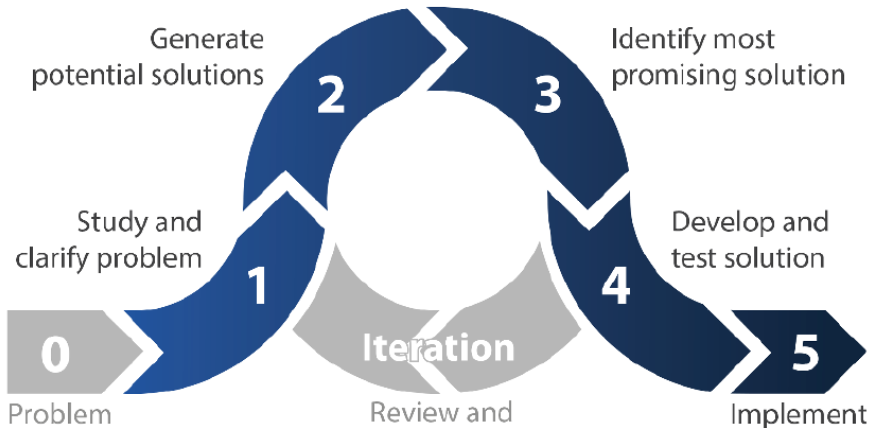 Generate
potential solutions
2
3
Identify most
promising solution
Study and
clarify problem
1
4
Develop and
test solution
0
Iteration
5
Problem
Review and
Implement